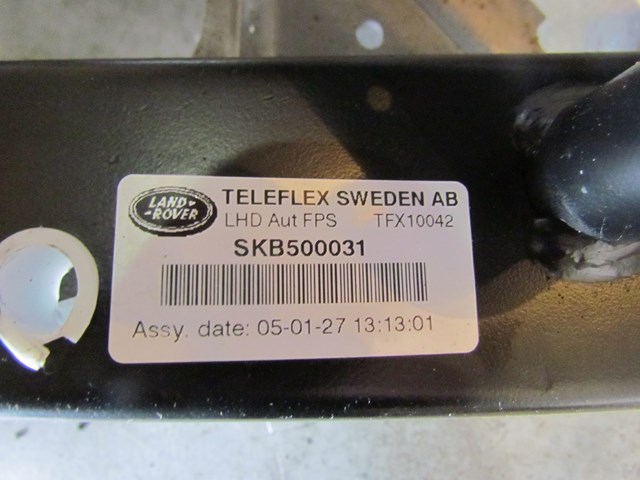 LAND-
-ROVER
TELEFLEX SWEDEN AB
LHD Aut FPS TFX10042
SKB500031
Assy. date: 05-01-27 13:13:01